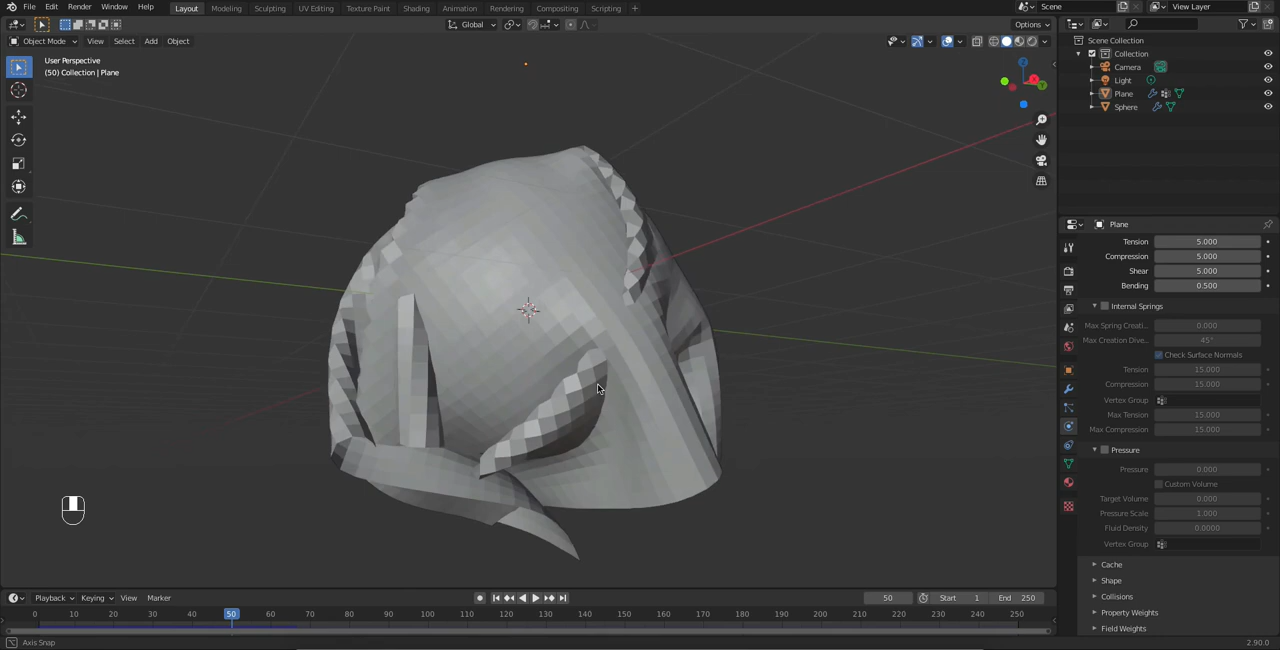 File Edit Render Window Help Layout Modeling Sculpting UV Editing Texture Paint Shading Animation Rendering Compositing Scripting Scene View Layer
Global Options
Object Mode View Select Add Object
User Perspective
(50) Collection | Plane
Scene Collection
Collection
Camera
Light
Plane
Sphere
Plane
Tension 5.000
Compression 5.000
Shear 5.000
Bending 0.500
Internal Springs
Max Spring Creati... 0.000
Max Creation Dive... 45°
Check Surface Normals
Tension 15.000
Compression 15.000
Vertex Group
Max Tension 15.000
Max Compression 15.000
Pressure
Pressure 0.000
Custom Volume
Target Volume 0.000
Pressure Scale 1.000
Fluid Density 0.0000
Vertex Group
Cache
Shape
Collisions
Property Weights
Field Weights
Playback Keying View Marker 50 Start 1 End 250
0 10 20 30 40 50 60 70 80 90 100 110 120 130 140 150 160 170 180 190 200 210 220 230 240 250
Axis Snap 2.90.0